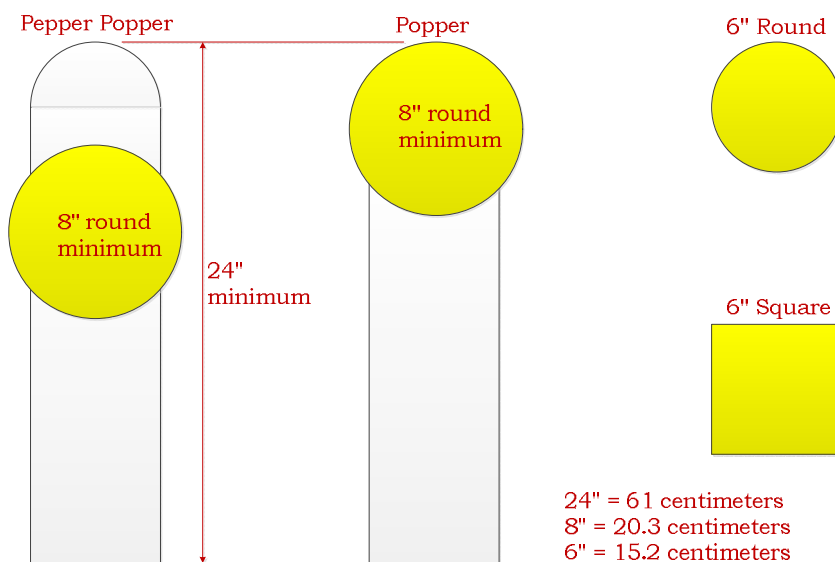 Pepper Popper
Popper
6" Round
8" round
minimum
8" round
minimum
24"
minimum
6" Square
24" = 61 centimeters
8" = 20.3 centimeters
6" = 15.2 centimeters